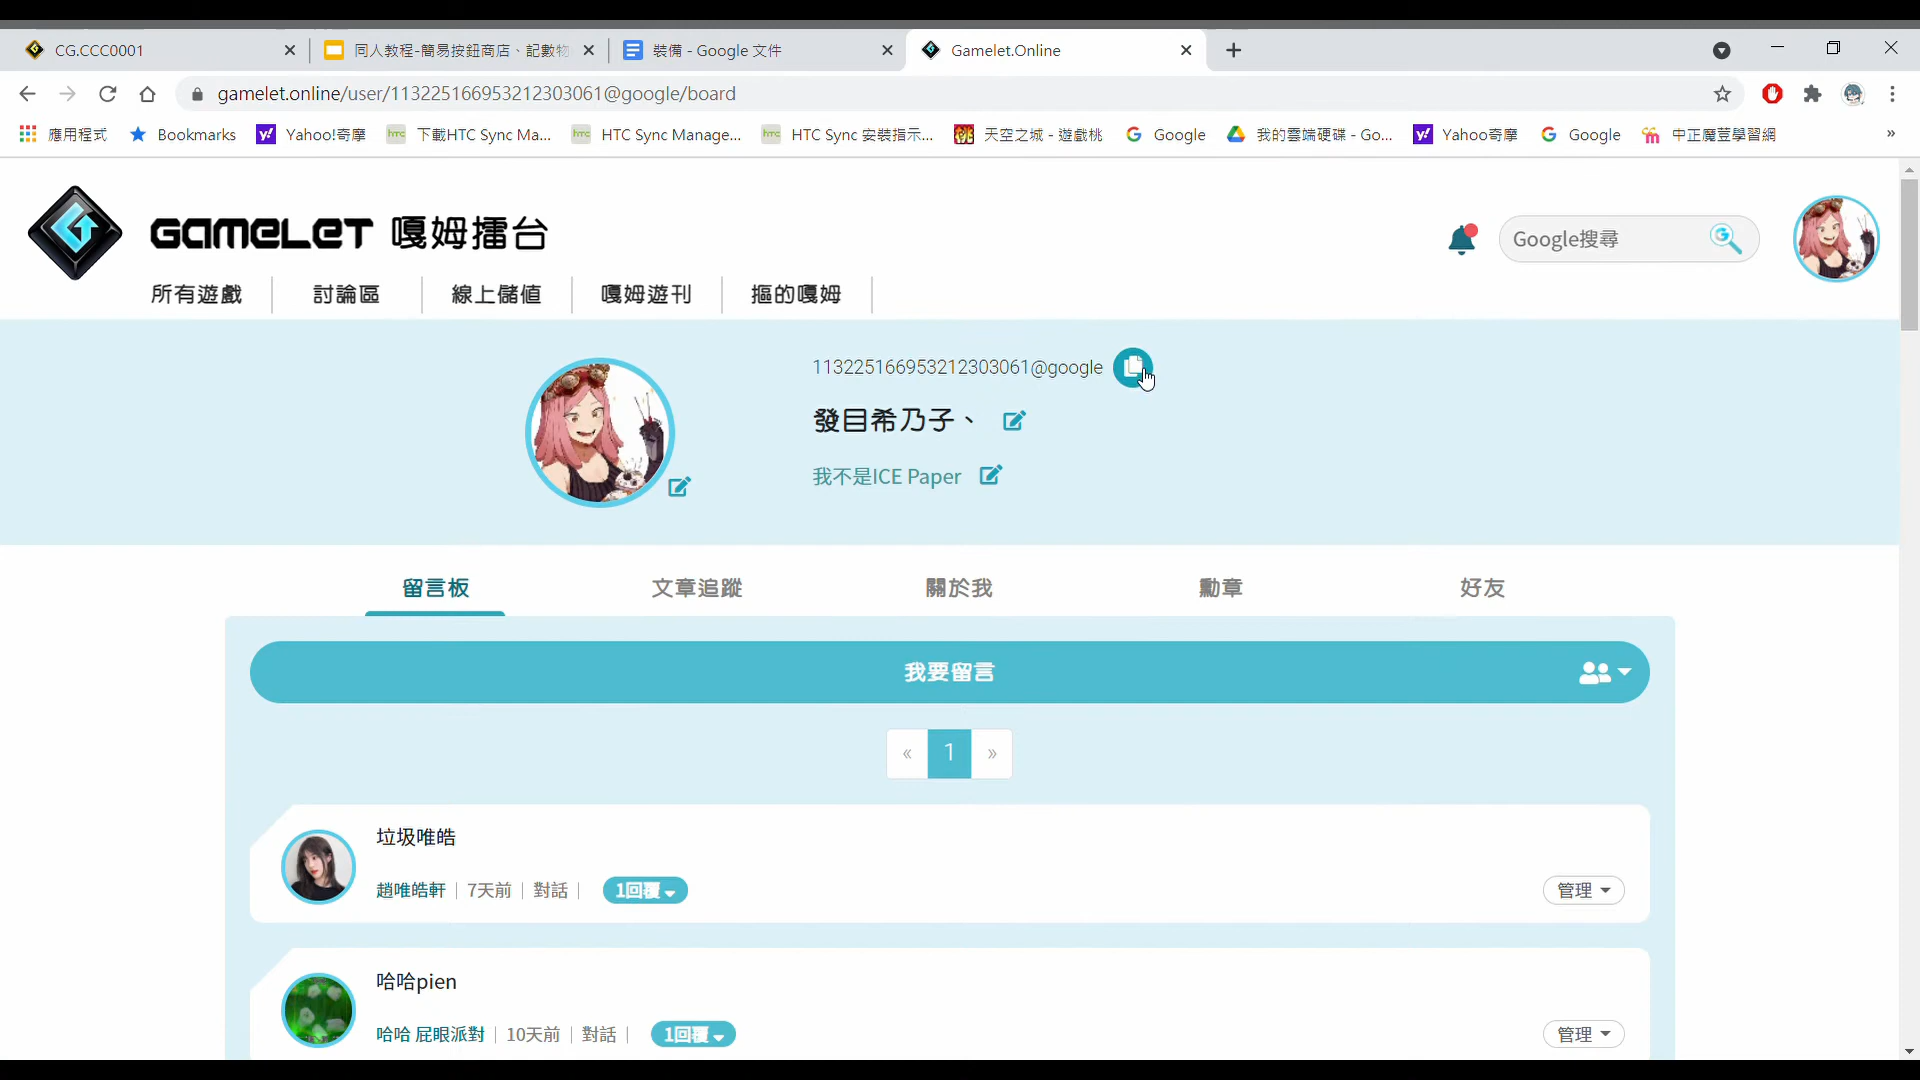 CG.CCC0001
同人教程-簡易按鈕商店、記數物
裝備 - Google 文件
Gamelet.Online
gamelet.online/user/113225166953212303061@google/board
應用程式
Bookmarks
Yahoo!奇摩
下載HTC Sync Ma...
HTC Sync Manage...
HTC Sync 安裝指示...
天空之城 - 遊戲桃
Google
我的雲端硬碟 - Go...
Yahoo奇摩
Google
中正魔荳學習網
»
GAMELET 嘎姆擂台
Google搜尋
所有遊戲
討論區
線上儲值
嘎姆遊刊
摳的嘎姆
113225166953212303061@google
發目希乃子、
我不是ICE Paper
留言板
文章追蹤
關於我
勳章
好友
我要留言
« 1 »
垃圾唯皓
趙唯皓軒 | 7天前 | 對話 |
1回覆
管理
哈哈pien
哈哈 屁眼派對 | 10天前 | 對話 |
1回覆
管理